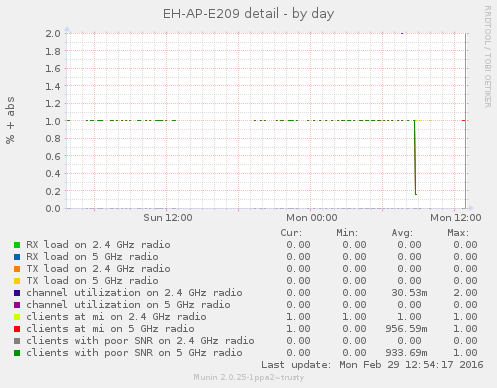 EH-AP-E209 detail - by day
RRDTOOL / TOBI OETIKER
% + abs
2.0
1.8
1.6
1.4
1.2
1.0
0.8
0.6
0.4
0.2
0.0
Sun 12:00 Mon 00:00 Mon 12:00
Cur: Min: Avg: Max:
RX load on 2.4 GHz radio 0.00 0.00 0.00 0.00
RX load on 5 GHz radio 0.00 0.00 0.00 0.00
TX load on 2.4 GHz radio 0.00 0.00 0.00 0.00
TX load on 5 GHz radio 0.00 0.00 0.00 0.00
channel utilization on 2.4 GHz radio 0.00 0.00 30.53m 2.00
channel utilization on 5 GHz radio 0.00 0.00 0.00 0.00
clients at mi on 2.4 GHz radio 1.00 1.00 1.00 1.00
clients at mi on 5 GHz radio 1.00 0.00 956.59m 1.00
clients with poor SNR on 2.4 GHz radio 0.00 0.00 0.00 0.00
clients with poor SNR on 5 GHz radio 0.00 0.00 933.69m 1.00
Last update: Mon Feb 29 12:54:17 2016
Munin 2.0.25-1ppa2~trusty